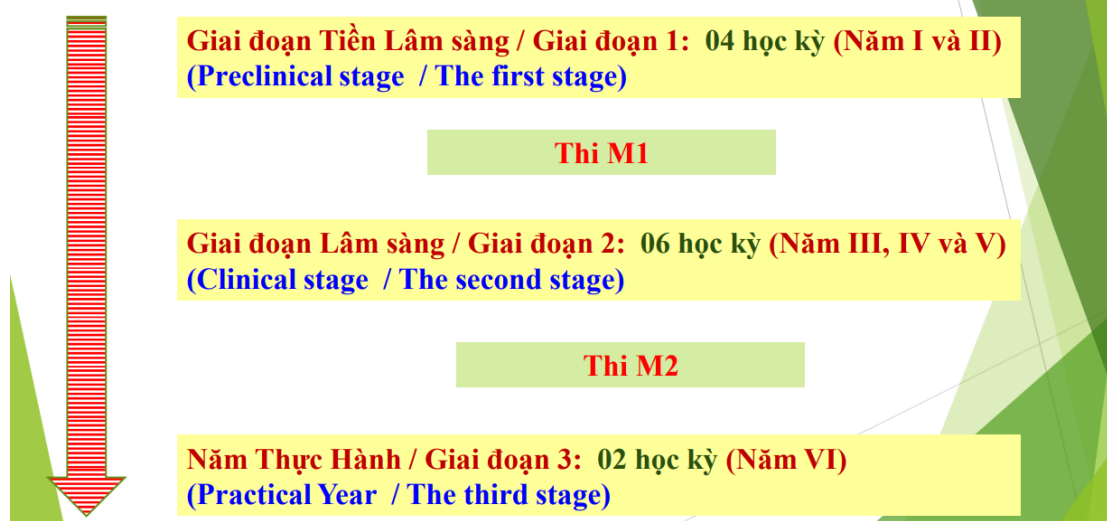 Giai đoạn Tiền Lâm sàng / Giai đoạn 1: 04 học kỳ (Năm I và II)
(Preclinical stage / The first stage)
Thi M1
Giai đoạn Lâm sàng / Giai đoạn 2: 06 học kỳ (Năm III, IV và V)
(Clinical stage / The second stage)
Thi M2
Năm Thực Hành / Giai đoạn 3: 02 học kỳ (Năm VI)
(Practical Year / The third stage)